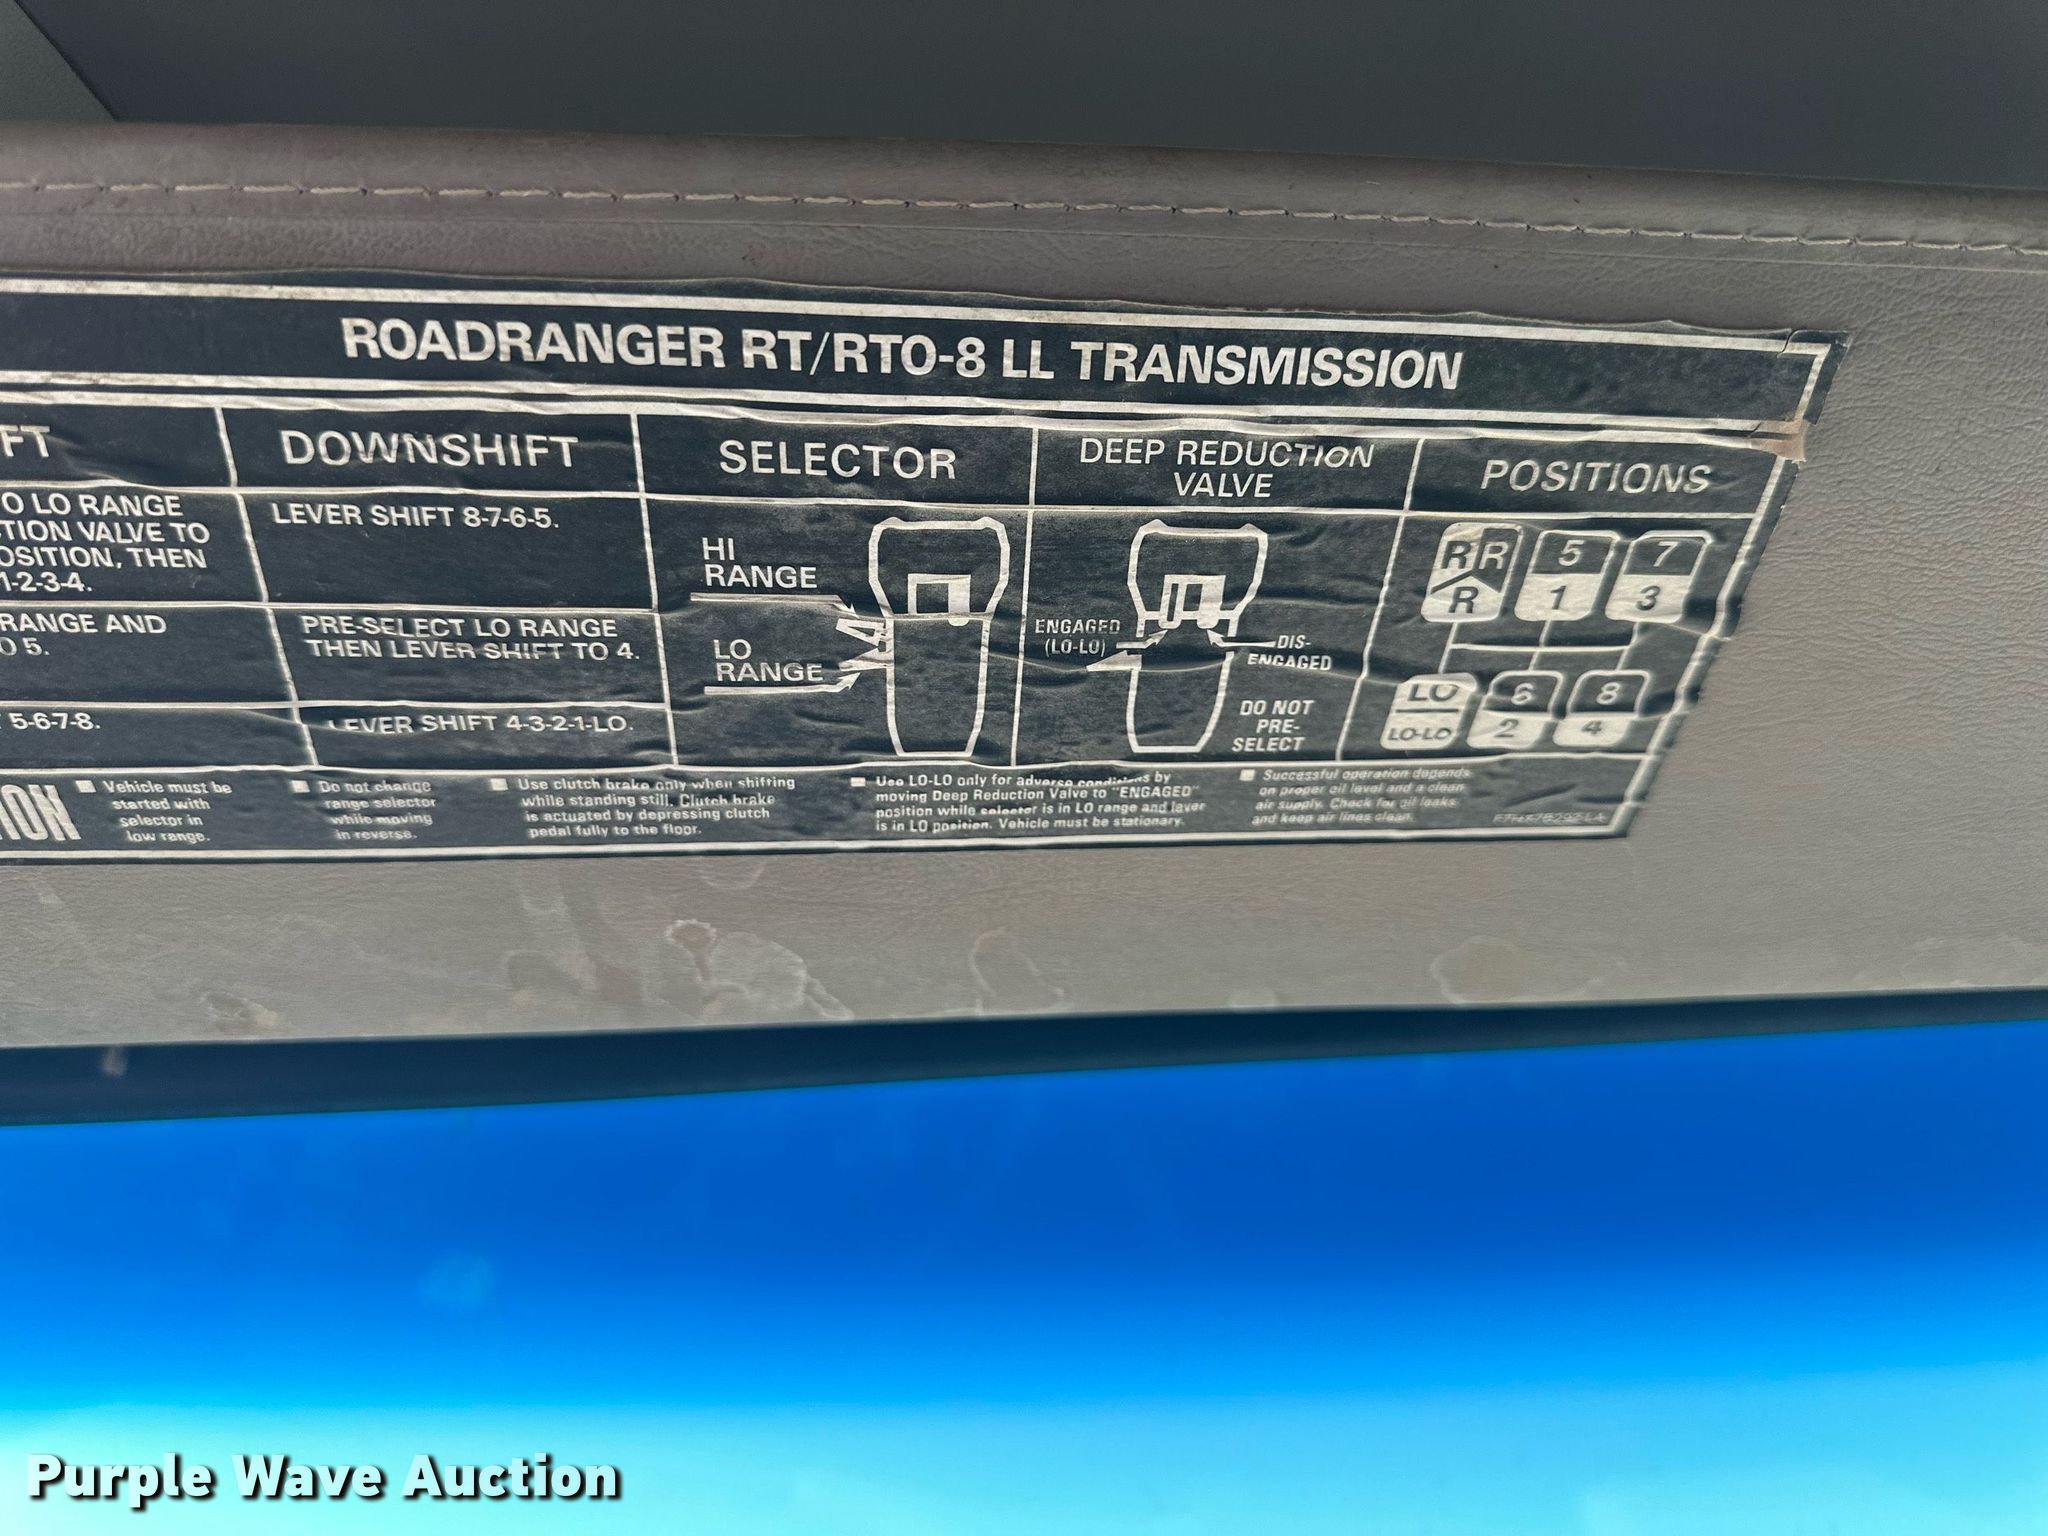 ROADRANGER RT/RTO-8 LL TRANSMISSION
FT
O LO RANGE
TION VALVE TO
OSITION, THEN
1-2-3-4.
RANGE AND
O 5.
5-6-7-8.
DOWNSHIFT
LEVER SHIFT 8-7-6-5.
PRE-SELECT LO RANGE
THEN LEVER SHIFT TO 4.
LEVER SHIFT 4-3-2-1-LO.
SELECTOR
HI
RANGE
LO
RANGE
DEEP REDUCTION
VALVE
ENGAGED
(LO-LO)
DIS-
ENGAGED
DO NOT
PRE-
SELECT
POSITIONS
R R 5 7
R 1 3
LO 6 8
LO-LO 2 4
ION
■ Vehicle must be
started with
selector in
low range.
■ Do not change
range selector
while moving
in reverse.
■ Use clutch brake only when shifting
while standing still. Clutch brake
is actuated by depressing clutch
pedal fully to the floor.
■ Use LO-LO only for adverse conditions by
moving Deep Reduction Valve to "ENGAGED"
position while selector is in LO range and lever
is in LO position. Vehicle must be stationary.
■ Successful operation depends
on proper oil level and a clean
air supply. Check for oil leaks
and keep air lines clean.
Purple Wave Auction